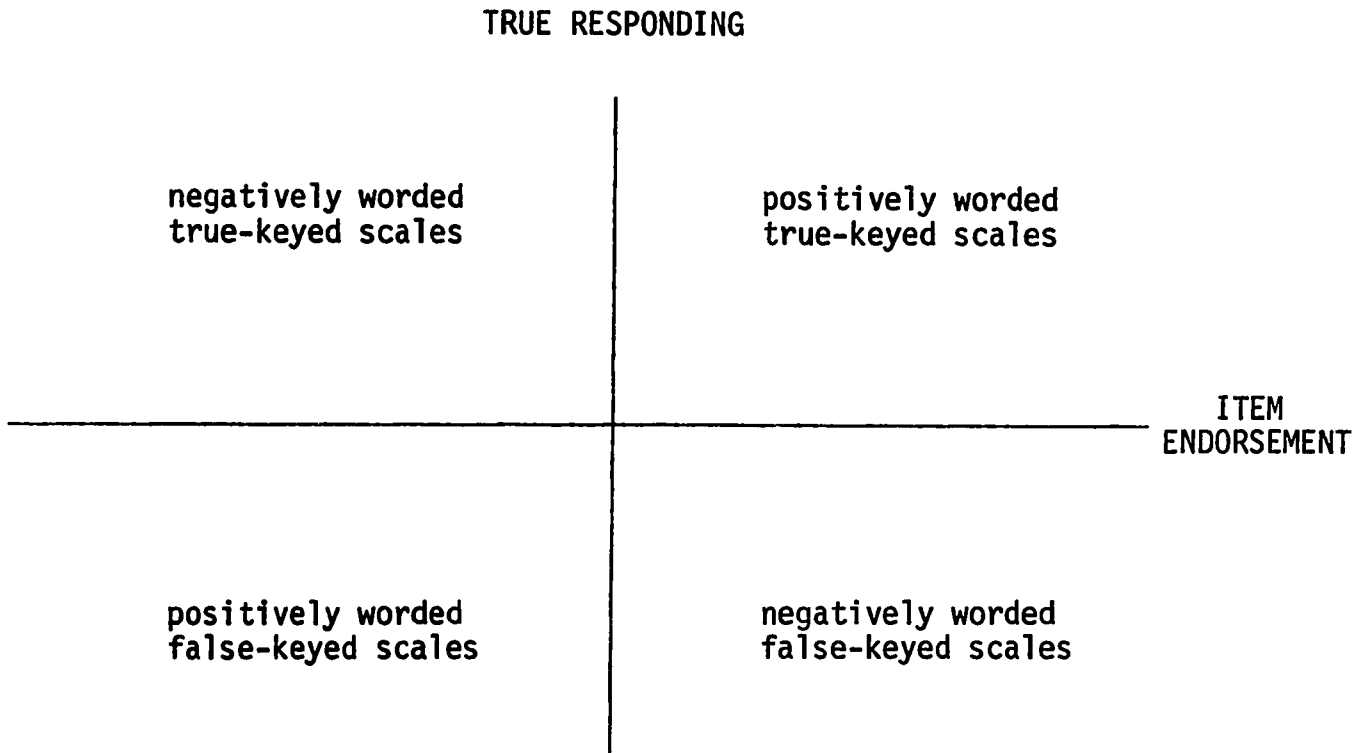 TRUE RESPONDING
negatively worded
true-keyed scales
positively worded
true-keyed scales
ITEM
ENDORSEMENT
positively worded
false-keyed scales
negatively worded
false-keyed scales